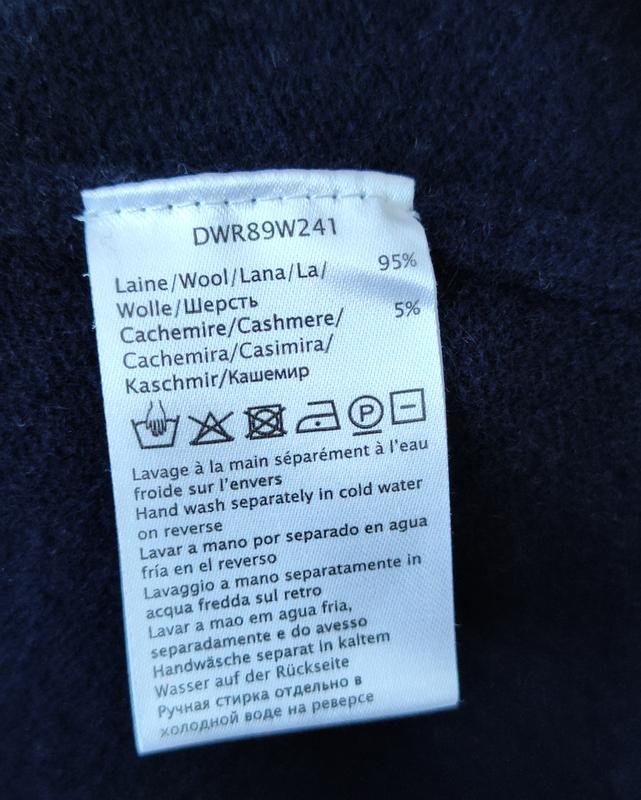 DWR89W241
Laine/Wool/Lana/La/ 95%
Wolle/Шерсть
Cachemire/Cashmere/ 5%
Cachemira/Casimira/
Kaschmir/Кашемир
P
Lavage à la main séparément à l'eau
froide sur l'envers
Hand wash separately in cold water
on reverse
Lavar a mano por separado en agua
fría en el reverso
Lavaggio a mano separatamente in
acqua fredda sul retro
Lavar a mao em água fria,
separadamente e do avesso
Handwäsche separat in kaltem
Wasser auf der Rückseite
Ручная стирка отдельно в
холодной воде на реверсе